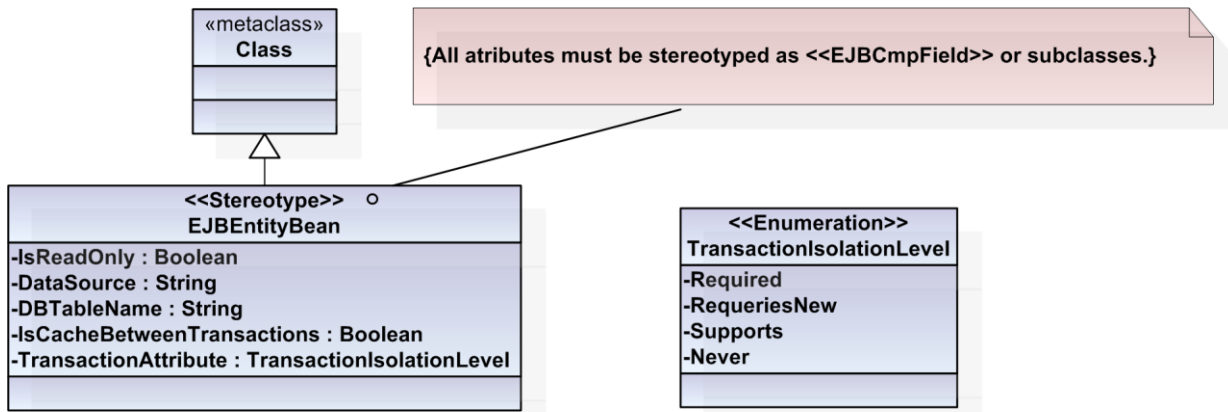 «metaclass»
Class
{All atributes must be stereotyped as <<EJBCmpField>> or subclasses.}
<<Stereotype>>
EJBEntityBean
-IsReadOnly : Boolean
-DataSource : String
-DBTableName : String
-IsCacheBetweenTransactions : Boolean
-TransactionAttribute : TransactionIsolationLevel
<<Enumeration>>
TransactionIsolationLevel
-Required
-RequeriesNew
-Supports
-Never